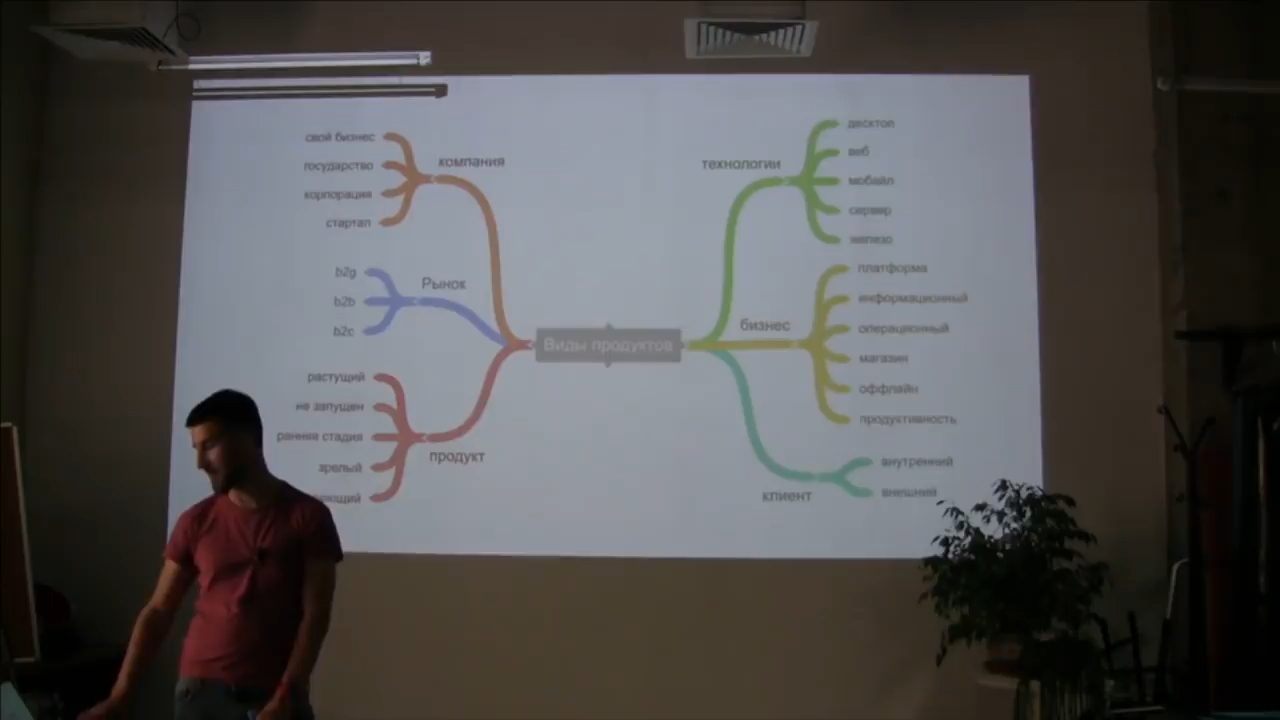 Виды продуктов
компания
свой бизнес
государство
корпорация
стартап
Рынок
b2g
b2b
b2c
продукт
растущий
не запущен
ранняя стадия
зрелый
технологии
десктоп
веб
мобайл
сервер
железо
бизнес
платформа
информационный
операционный
магазин
оффлайн
продуктивность
клиент
внутренний
внешний